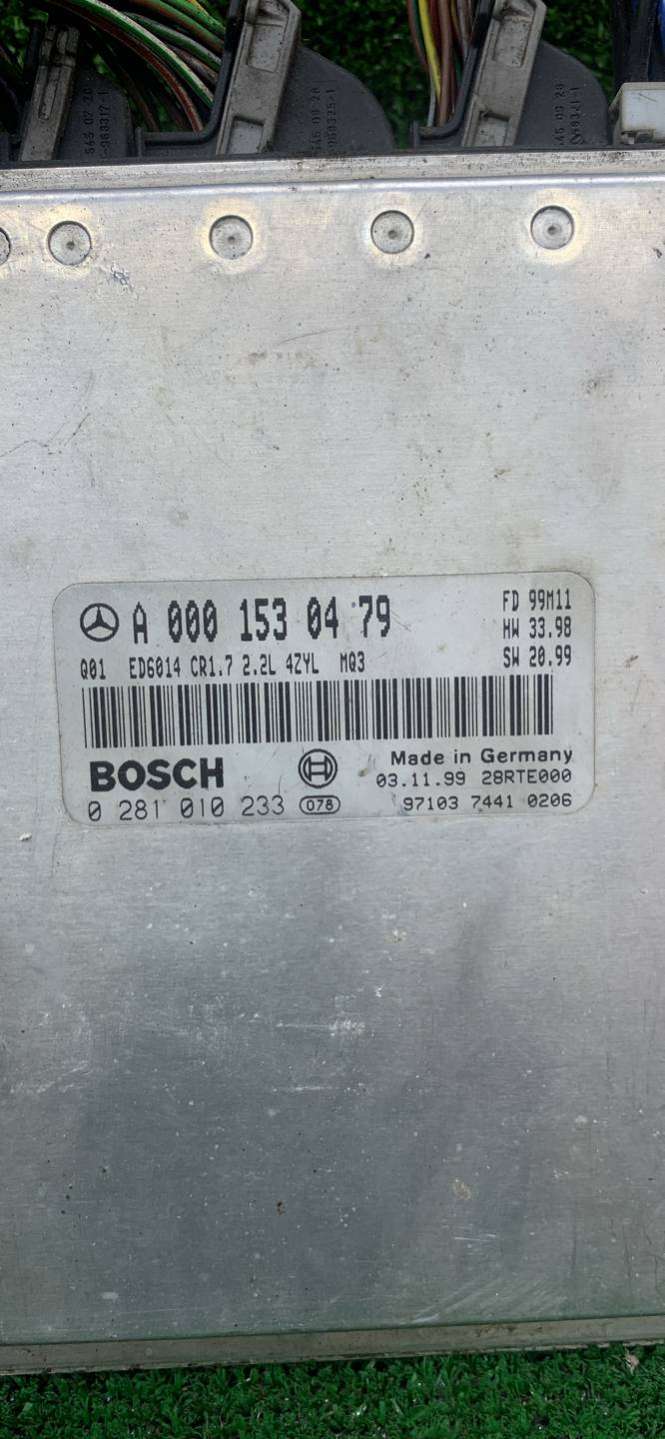 A 000 153 04 79
FD 99M11
HW 33.98
Q01 ED6014 CR1.7 2.2L 4ZYL MQ3
SW 20.99
BOSCH
Made in Germany
03.11.99 28RTE000
0 281 010 233 078
97103 7441 0206